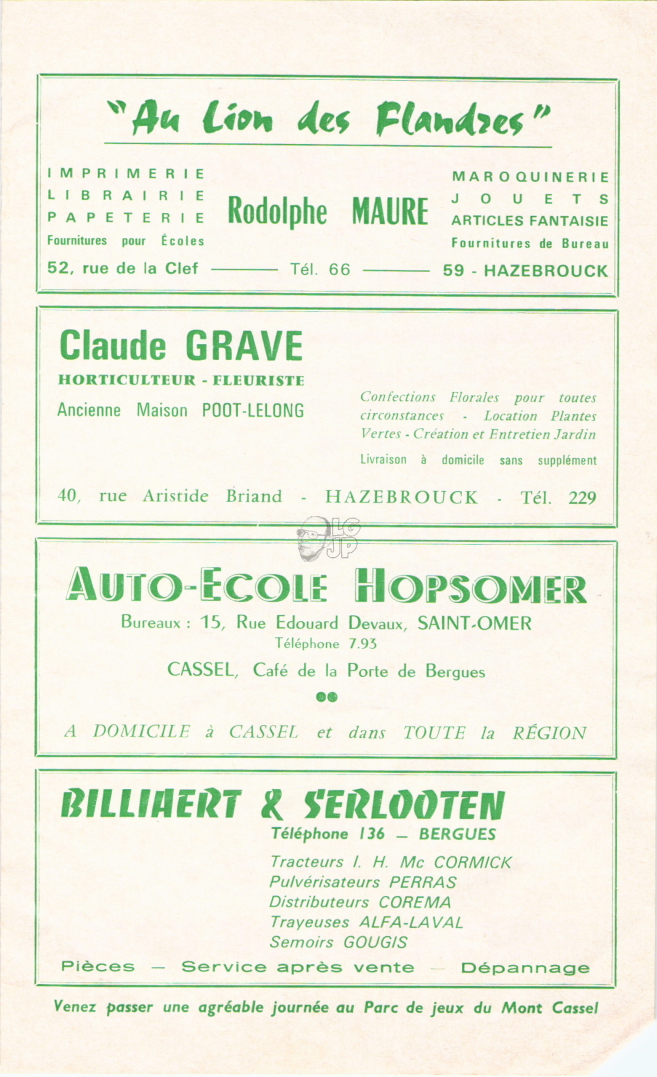 "Au Lion des Flandres"
IMPRIMERIE
LIBRAIRIE
PAPETERIE
Fournitures pour Écoles
Rodolphe MAURE
MAROQUINERIE
JOUETS
ARTICLES FANTAISIE
Fournitures de Bureau
52, rue de la Clef — Tél. 66 — 59 - HAZEBROUCK
Claude GRAVE
HORTICULTEUR - FLEURISTE
Ancienne Maison POOT-LELONG
Confections Florales pour toutes
circonstances - Location Plantes
Vertes - Création et Entretien Jardin
Livraison à domicile sans supplément
40, rue Aristide Briand - HAZEBROUCK - Tél. 229
LG
JP
AUTO-ECOLE HOPSOMER
Bureaux : 15, Rue Edouard Devaux, SAINT-OMER
Téléphone 7.93
CASSEL, Café de la Porte de Bergues
A DOMICILE à CASSEL et dans TOUTE la RÉGION
BILLIAERT & SERLOOTEN
Téléphone 136 — BERGUES
Tracteurs I. H. Mc CORMICK
Pulvérisateurs PERRAS
Distributeurs COREMA
Trayeuses ALFA-LAVAL
Semoirs GOUGIS
Pièces — Service après vente — Dépannage
Venez passer une agréable journée au Parc de jeux du Mont Cassel